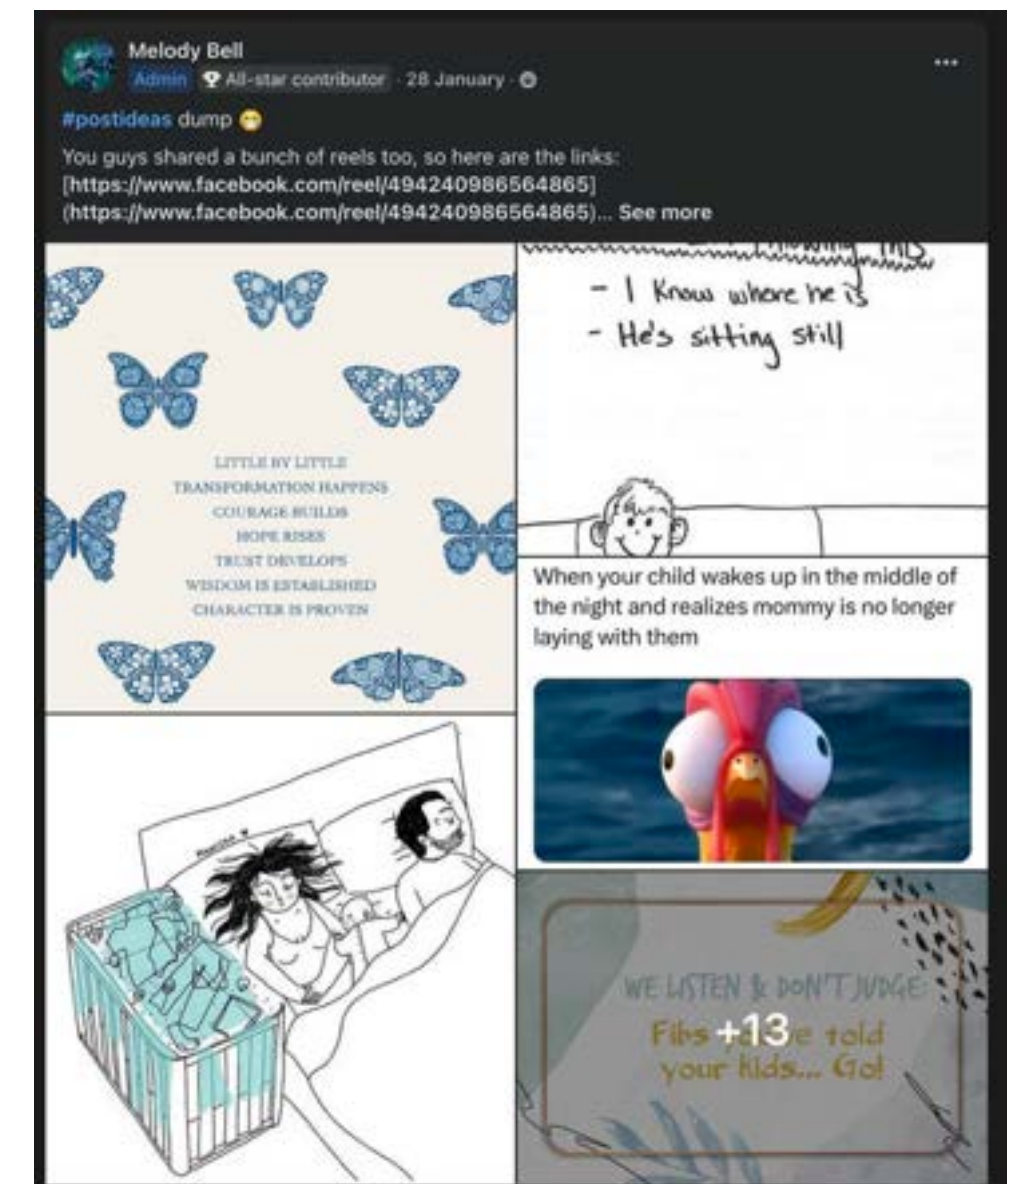 Melody Bell
Admin All-star contributor · 28 January ·
#postideas dump 😁
You guys shared a bunch of reels too, so here are the links:
[https://www.facebook.com/reel/494240986564865]
(https://www.facebook.com/reel/494240986564865)... See more
LITTLE BY LITTLE
TRANSFORMATION HAPPENS
COURAGE BUILDS
HOPE RISES
TRUST DEVELOPS
WISDOM IS ESTABLISHED
CHARACTER IS PROVEN
this
- I know where he is
- He's sitting still
When your child wakes up in the middle of
the night and realizes mommy is no longer
laying with them
WE LISTEN & DON'T JUDGE:
Fibs told
+13
your kids... Go!